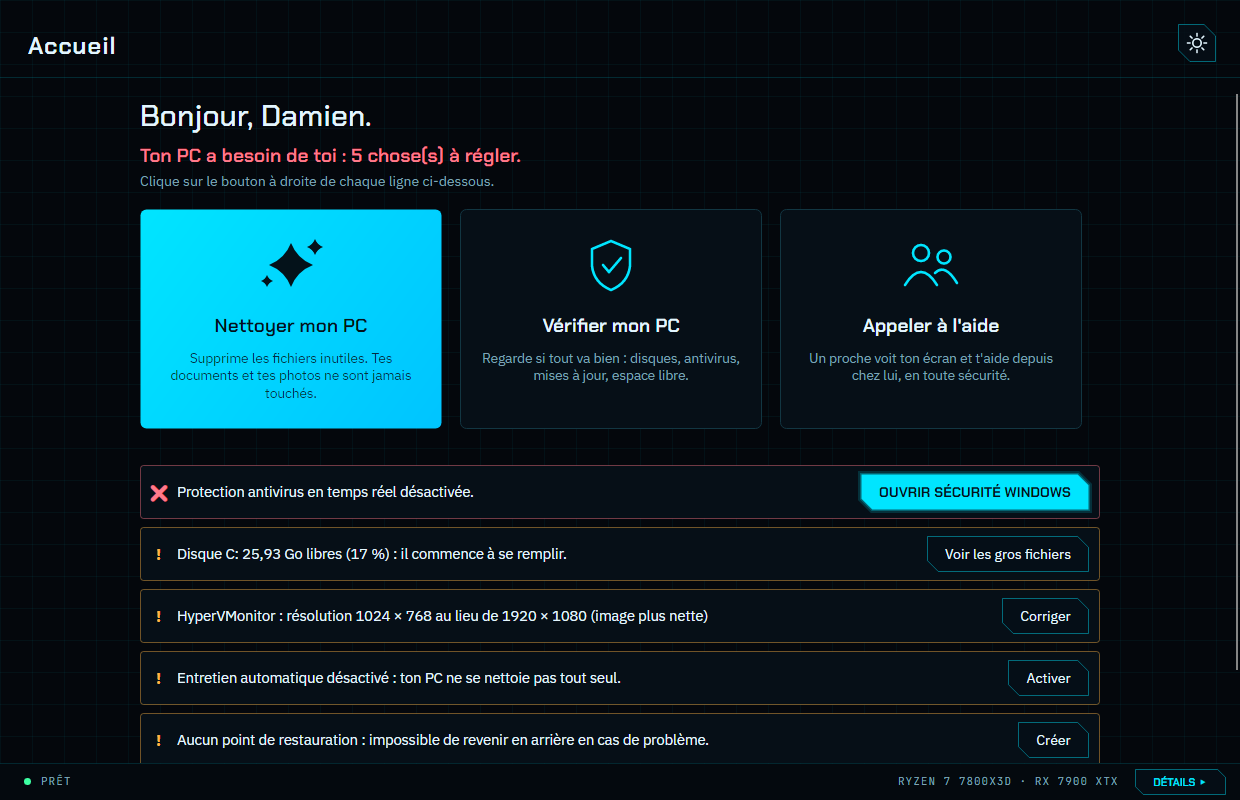 Accueil
Bonjour, Damien.
Ton PC a besoin de toi : 5 chose(s) à régler.
Clique sur le bouton à droite de chaque ligne ci-dessous.
Nettoyer mon PC
Supprime les fichiers inutiles. Tes
documents et tes photos ne sont jamais
touchés.
Vérifier mon PC
Regarde si tout va bien : disques, antivirus,
mises à jour, espace libre.
Appeler à l'aide
Un proche voit ton écran et t'aide depuis
chez lui, en toute sécurité.
Protection antivirus en temps réel désactivée.
OUVRIR SÉCURITÉ WINDOWS
! Disque C: 25,93 Go libres (17 %) : il commence à se remplir.
Voir les gros fichiers
! HyperVMonitor : résolution 1024 × 768 au lieu de 1920 × 1080 (image plus nette)
Corriger
! Entretien automatique désactivé : ton PC ne se nettoie pas tout seul.
Activer
! Aucun point de restauration : impossible de revenir en arrière en cas de problème.
Créer
PRÊT
RYZEN 7 7800X3D · RX 7900 XTX
DÉTAILS ▸